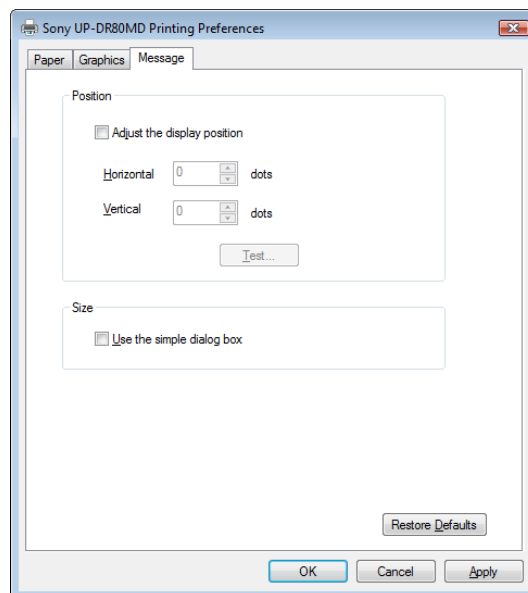 Sony UP-DR80MD Printing Preferences
Paper Graphics Message
Position
Adjust the display position
Horizontal 0 dots
Vertical 0 dots
Test...
Size
Use the simple dialog box
Restore Defaults
OK Cancel Apply